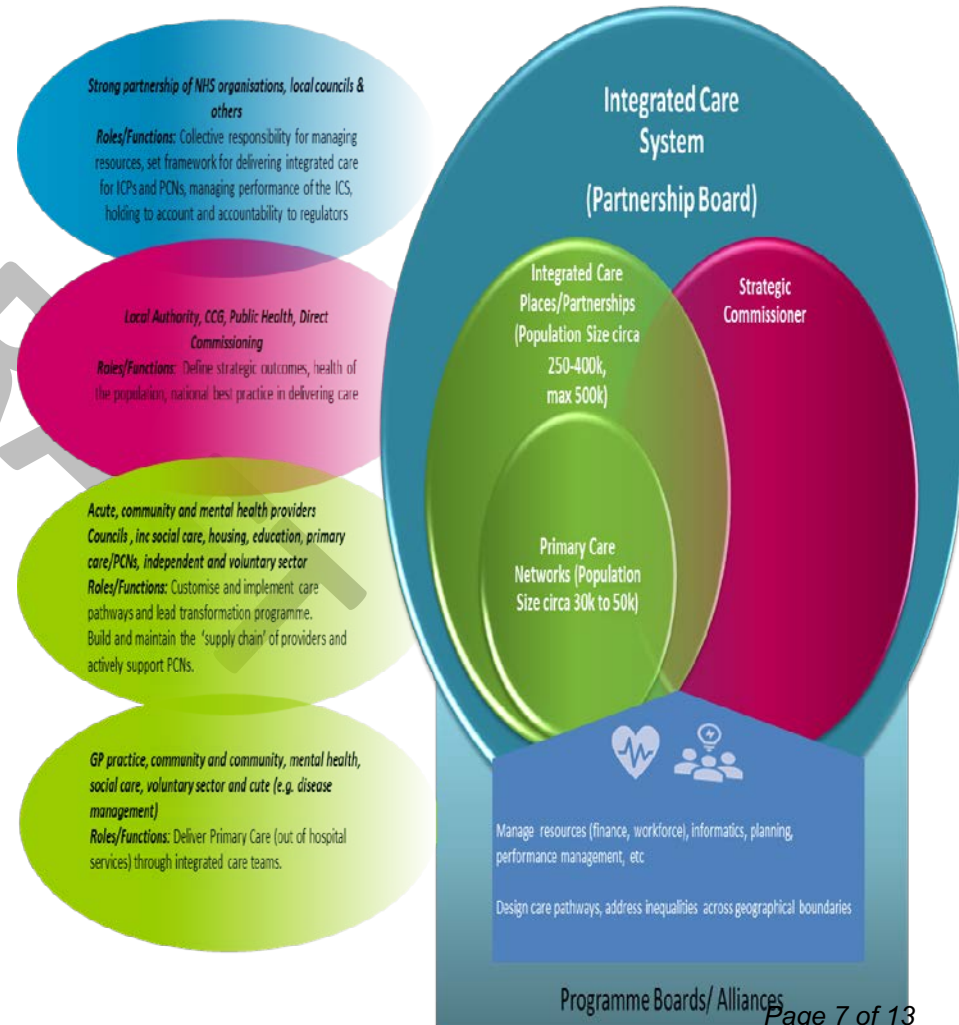 Strong partnership of NHS organisations, local councils &
others
Roles/Functions: Collective responsibility for managing
resources, set framework for delivering integrated care
for ICPs and PCNs, managing performance of the ICS,
holding to account and accountability to regulators
Local Authority, CCG, Public Health, Direct
Commissioning
Roles/Functions: Define strategic outcomes, health of
the population, national best practice in delivering care
Acute, community and mental health providers
Councils , inc social care, housing, education, primary
care/PCNs, independent and voluntary sector
Roles/Functions: Customise and implement care
pathways and lead transformation programme.
Build and maintain the ‘supply chain’ of providers and
actively support PCNs.
GP practice, community and community, mental health,
social care, voluntary sector and cute (e.g. disease
management)
Roles/Functions: Deliver Primary Care (out of hospital
services) through integrated care teams.
Integrated Care
System
(Partnership Board)
Integrated Care
Places/Partnerships
(Population Size circa
250-400k,
max 500k)
Strategic
Commissioner
Primary Care
Networks (Population
Size circa 30k to 50k)
Manage resources (finance, workforce), informatics, planning,
performance management, etc
Design care pathways, address inequalities across geographical boundaries
Programme Boards/ Alliances
Page 7 of 13